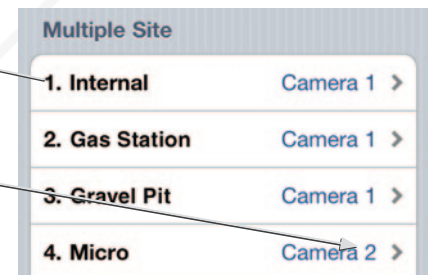 Multiple Site
1. Internal Camera 1 >
2. Gas Station Camera 1 >
3. Gravel Pit Camera 1 >
4. Micro Camera 2 >